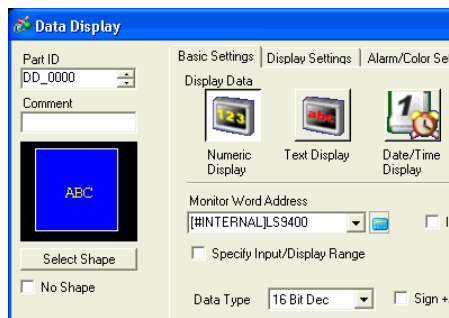 Data Display
Part ID
DD_0000
Comment
ABC
Select Shape
No Shape
Basic Settings
Display Settings
Alarm/Color Se
Display Data
123
abc
1
Numeric
Display
Text Display
Date/Time
Display
Monitor Word Address
[#INTERNAL]LS9400
I
Specify Input/Display Range
Data Type
16 Bit Dec
Sign +